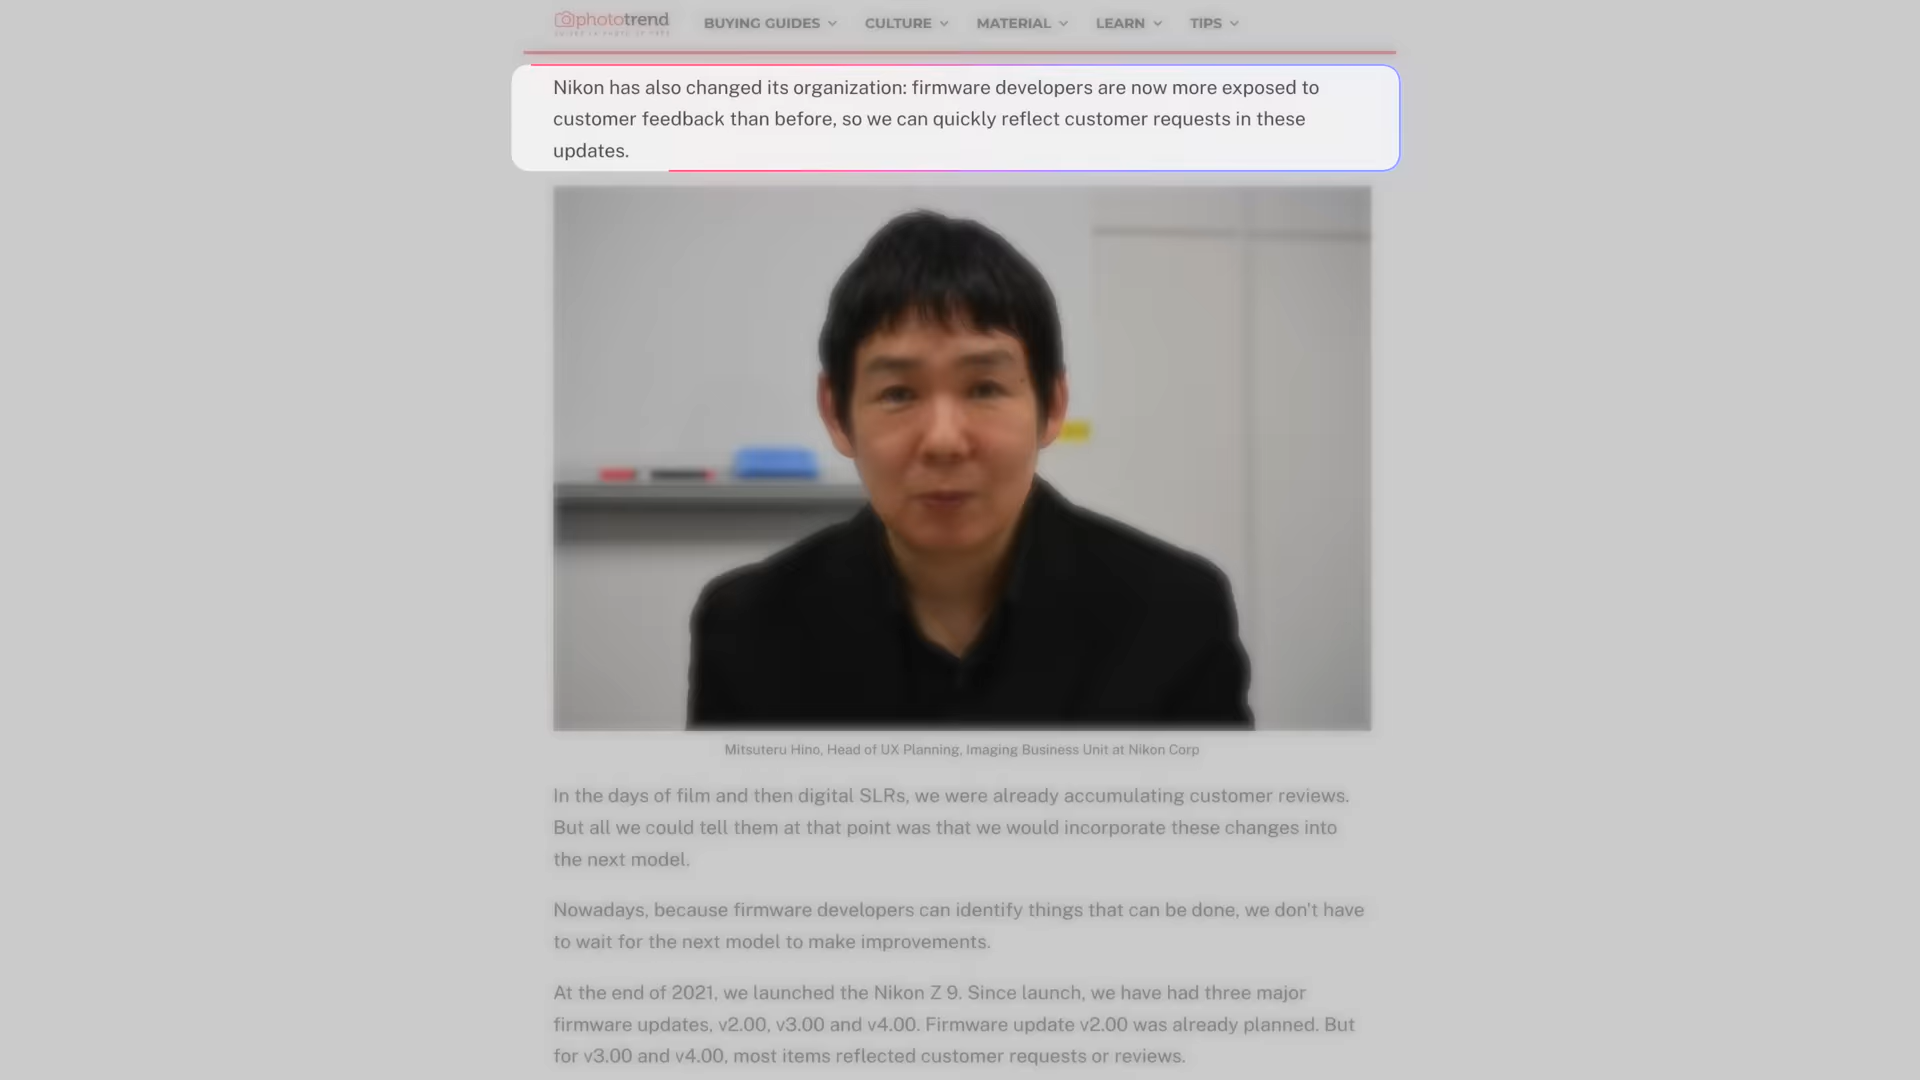 phototrend BUYING GUIDES CULTURE MATERIAL LEARN TIPS
Nikon has also changed its organization: firmware developers are now more exposed to
customer feedback than before, so we can quickly reflect customer requests in these
updates.
Mitsuteru Hino, Head of UX Planning, Imaging Business Unit at Nikon Corp
In the days of film and then digital SLRs, we were already accumulating customer reviews.
But all we could tell them at that point was that we would incorporate these changes into
the next model.
Nowadays, because firmware developers can identify things that can be done, we don't have
to wait for the next model to make improvements.
At the end of 2021, we launched the Nikon Z 9. Since launch, we have had three major
firmware updates, v2.00, v3.00 and v4.00. Firmware update v2.00 was already planned. But
for v3.00 and v4.00, most items reflected customer requests or reviews.